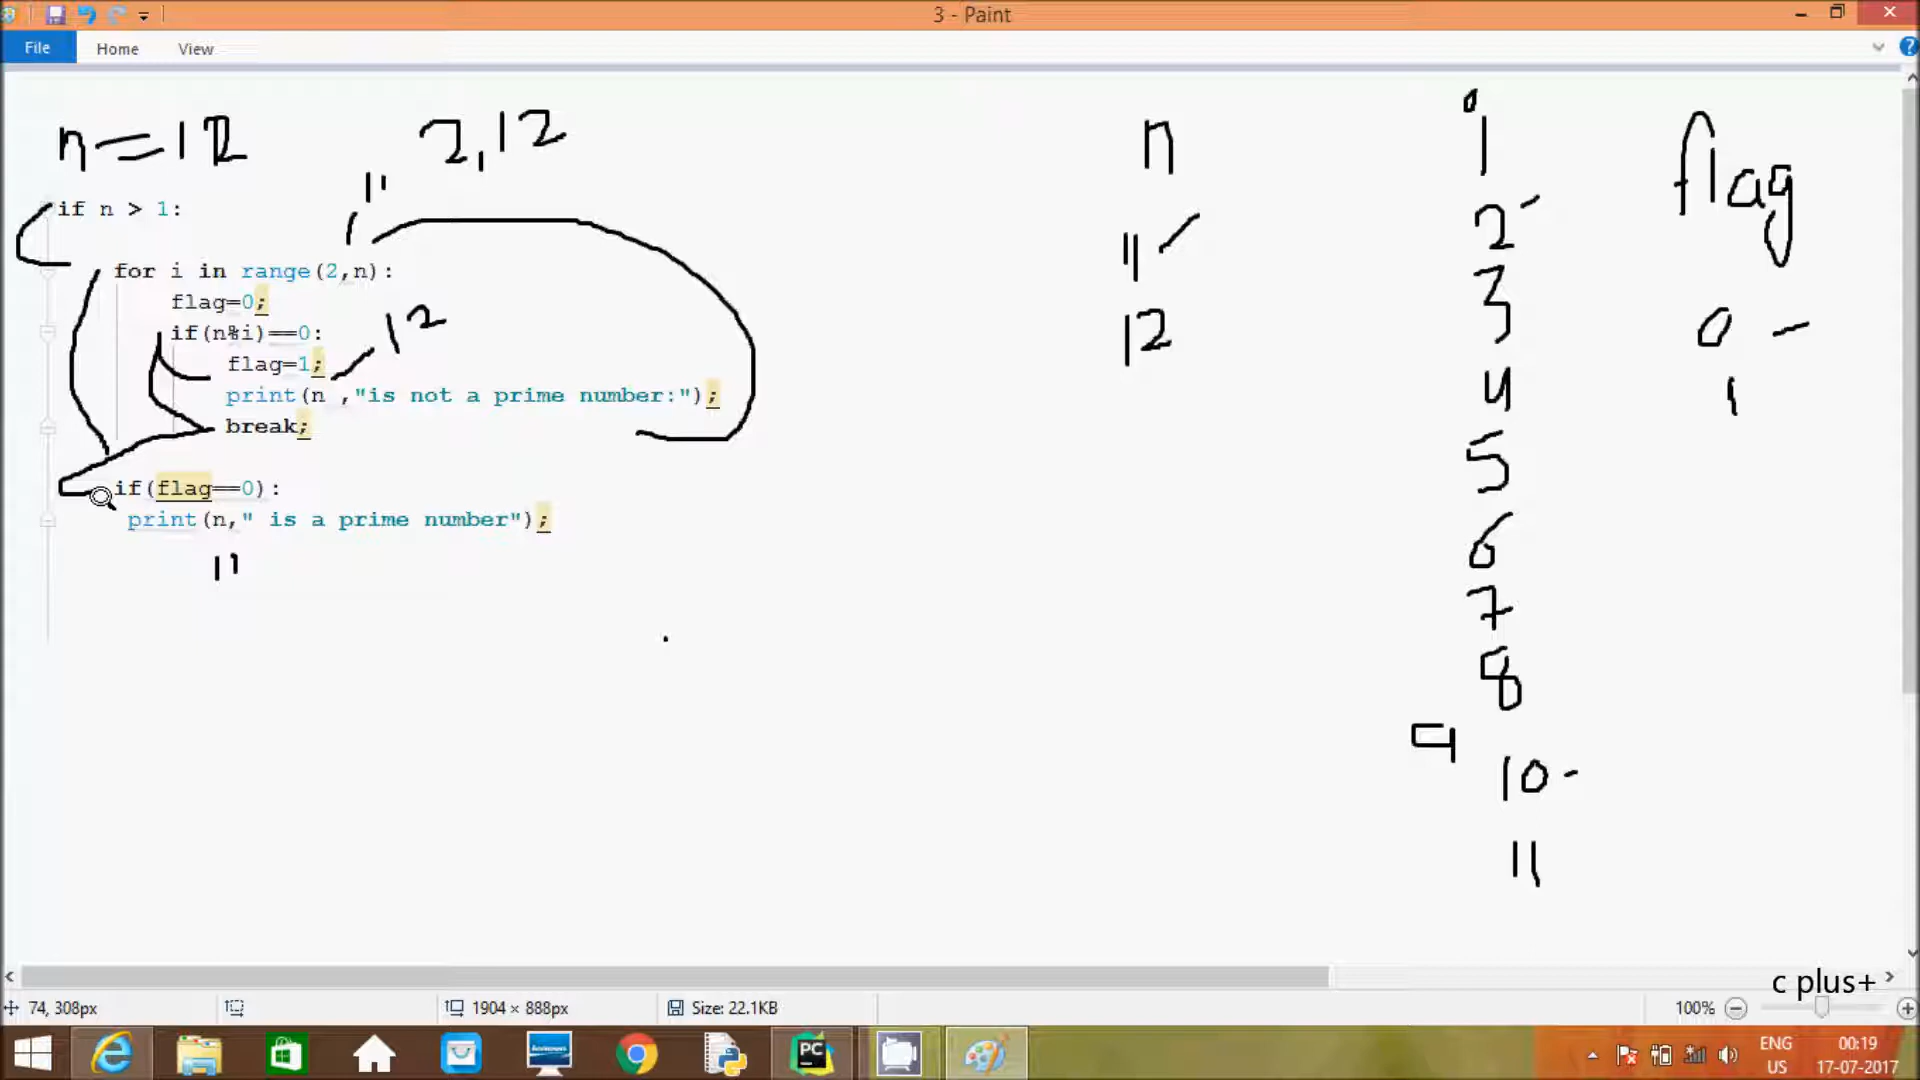 3 - Paint
File Home View
n=12 2,12
11
if n > 1:
for i in range(2,n):
flag=0;
if(n%i)==0:
12
flag=1;
print(n ,"is not a prime number:");
break;
if(flag==0):
print(n," is a prime number");
11
n i flag
11 2
12 3 0
4 1
5
6
7
8
9
10
11
c plus+
74, 308px 1904 × 888px Size: 22.1KB 100%
PC
ENG 00:19
US 17-07-2017